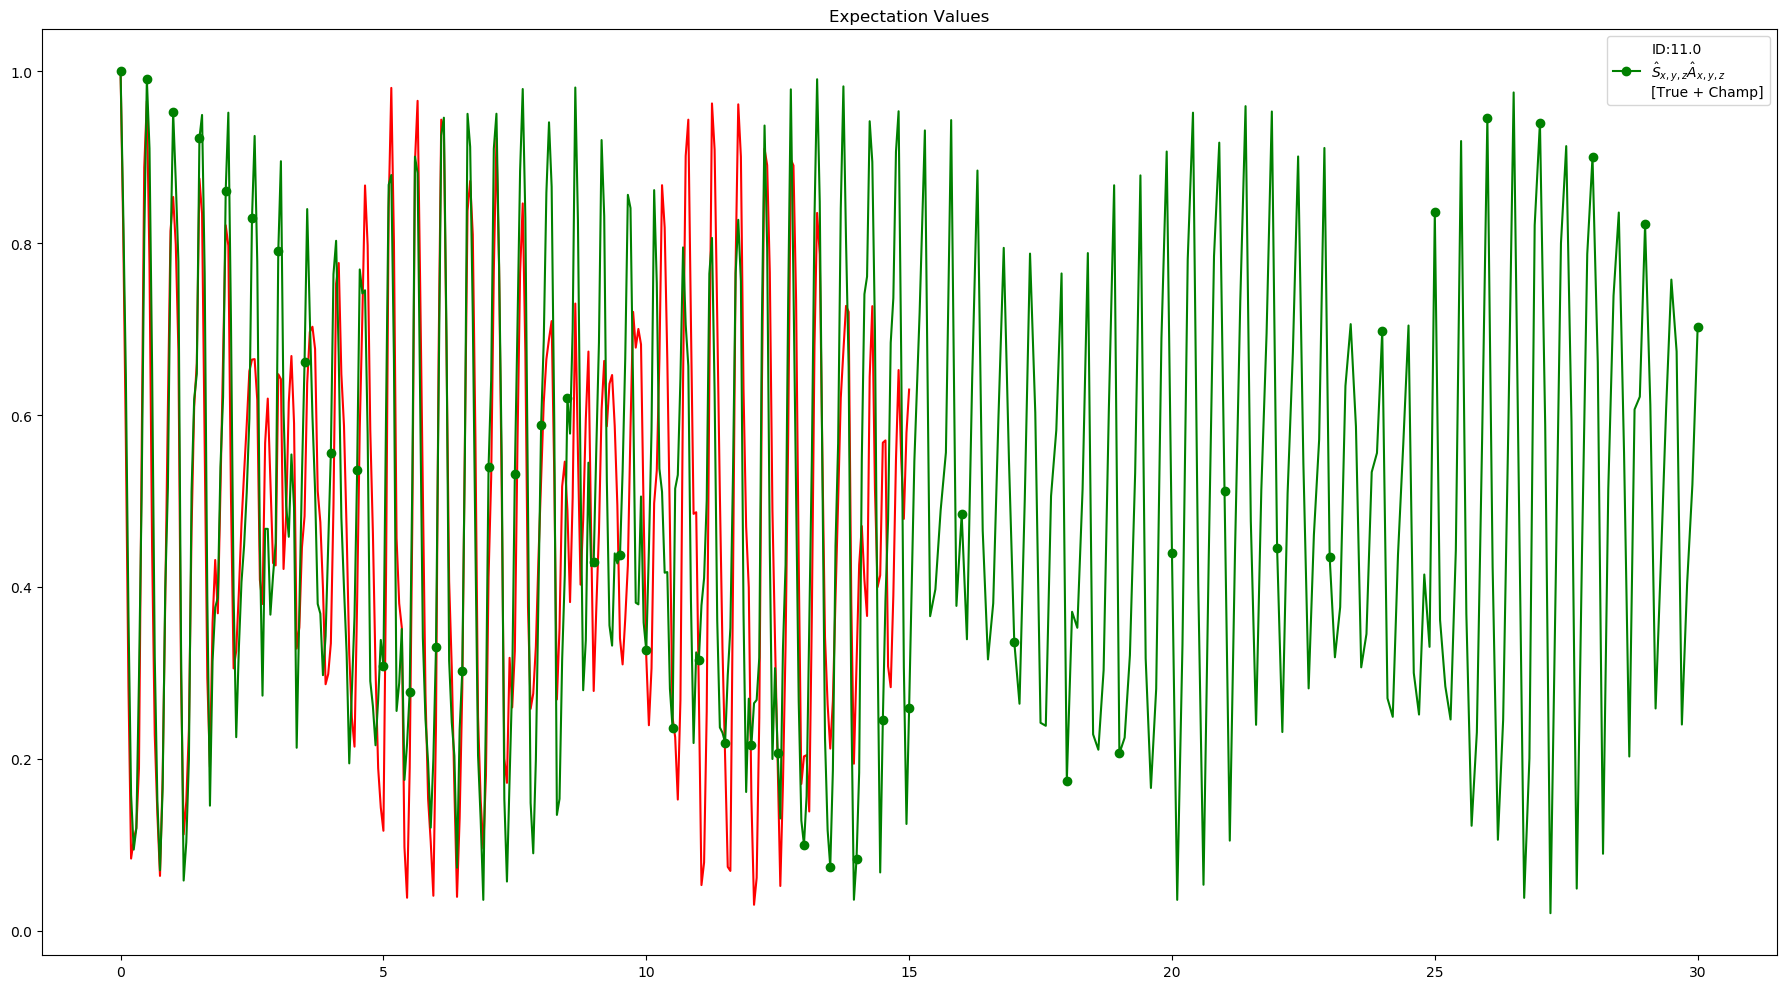 Expectation Values
ID:11.0
$\hat{S}_{x,y,z}\hat{A}_{x,y,z}$
[True + Champ]
1.0
0.8
0.6
0.4
0.2
0.0
0 5 10 15 20 25 30